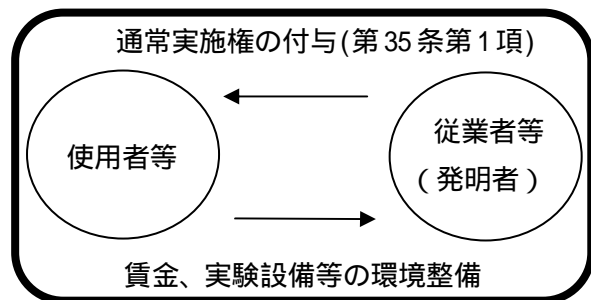 通常実施権の付与(第35条第1項)
使用者等
従業者等
(発明者)
賃金、実験設備等の環境整備